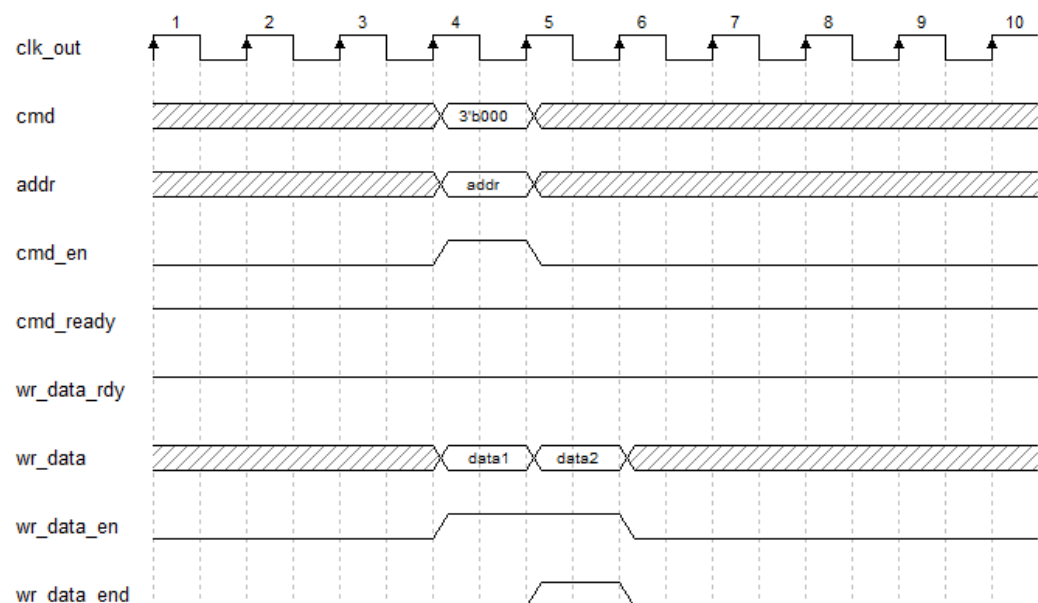 1 2 3 4 5 6 7 8 9 10
clk_out
cmd 3'b000
addr addr
cmd_en
cmd_ready
wr_data_rdy
wr_data data1 data2
wr_data_en
wr_data_end